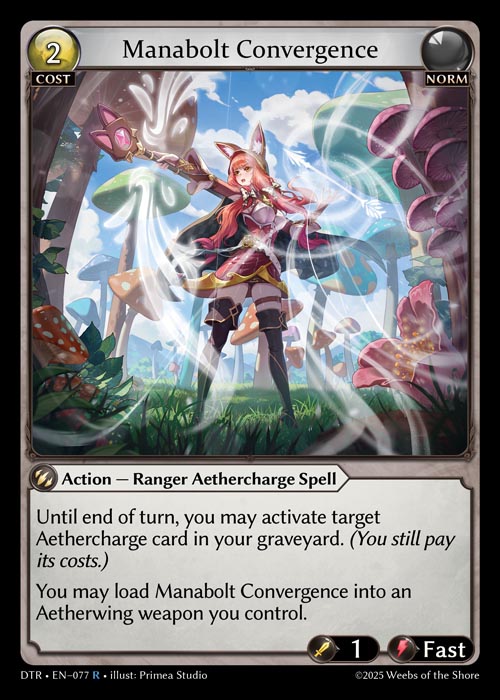 2
Manabolt Convergence
COST
NORM
Action — Ranger Aethercharge Spell
Until end of turn, you may activate target
Aethercharge card in your graveyard. (You still pay
its costs.)
You may load Manabolt Convergence into an
Aetherwing weapon you control.
1
Fast
DTR • EN–077 R • illust: Primea Studio
©2025 Weebs of the Shore